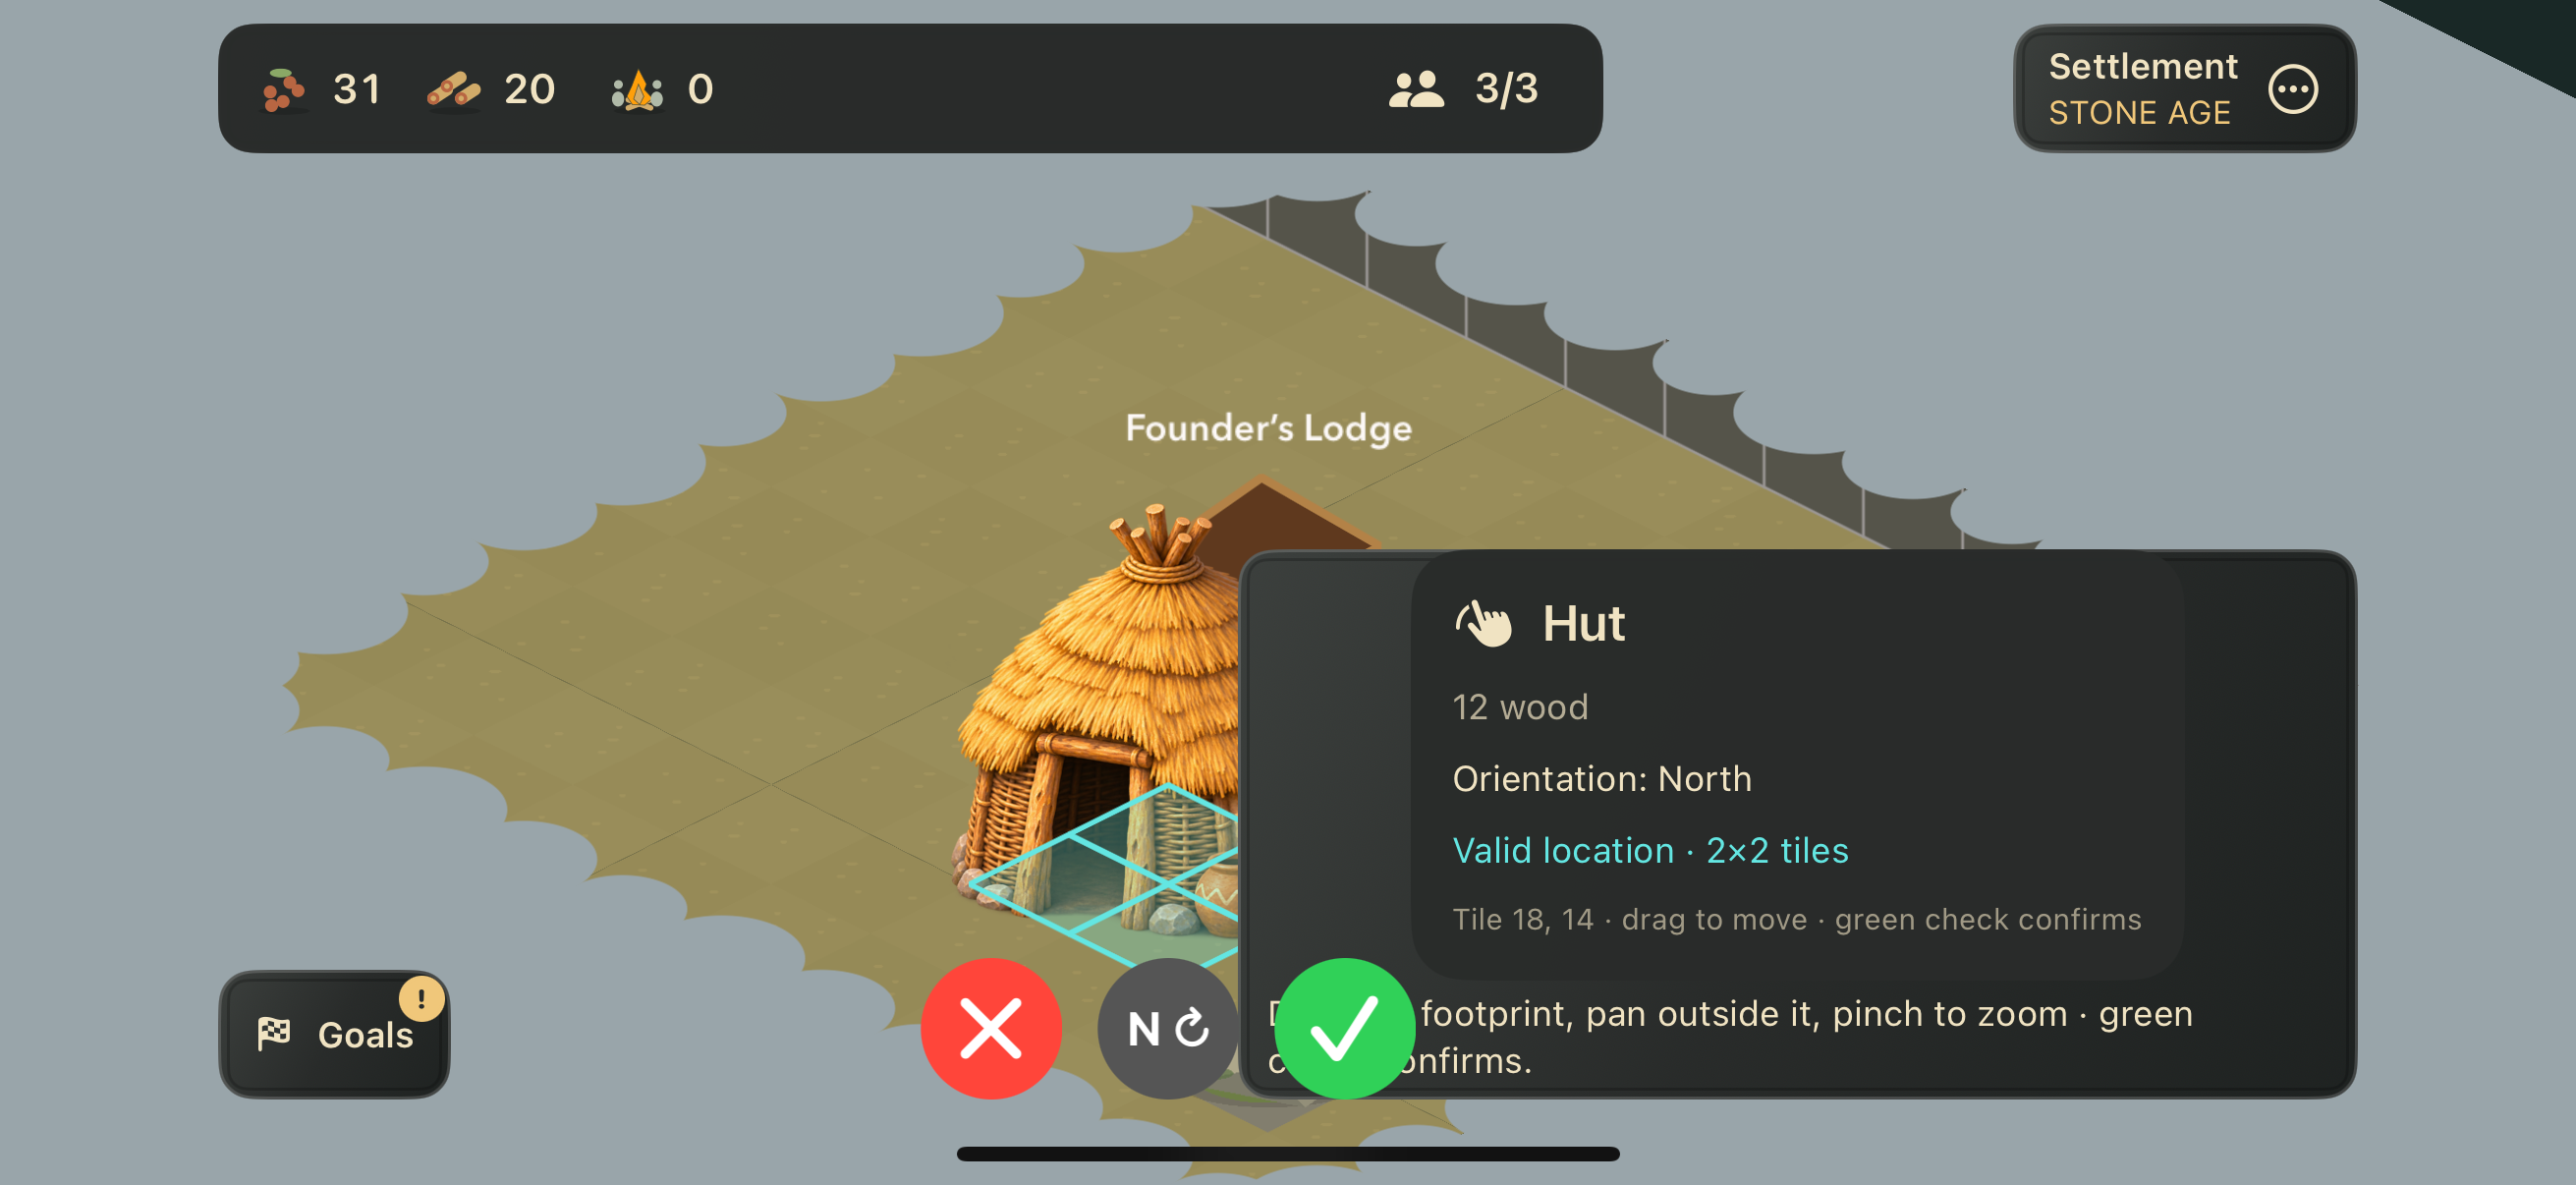 31 20 0 3/3
Settlement
STONE AGE
Founder’s Lodge
Hut
12 wood
Orientation: North
Valid location · 2×2 tiles
Tile 18, 14 · drag to move · green check confirms
Goals
!
N
footprint, pan outside it, pinch to zoom · green